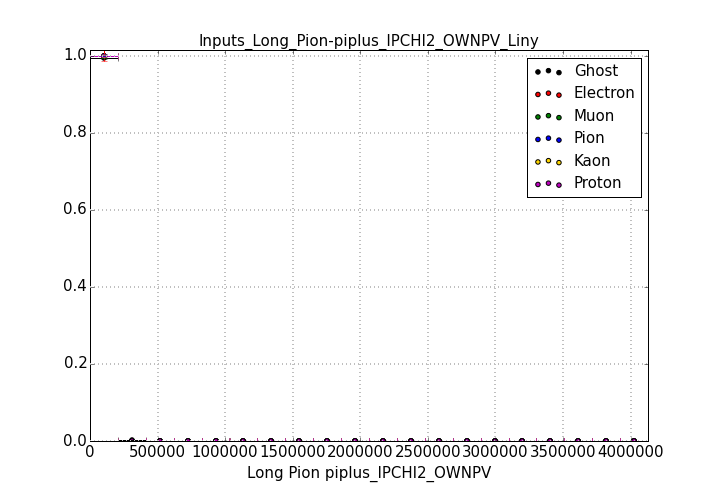 Inputs_Long_Pion-piplus_IPCHI2_OWNPV_Liny
1.0
0.8
0.6
0.4
0.2
0.0
Ghost
Electron
Muon
Pion
Kaon
Proton
0 500000 1000000 1500000 2000000 2500000 3000000 3500000 4000000
Long Pion piplus_IPCHI2_OWNPV